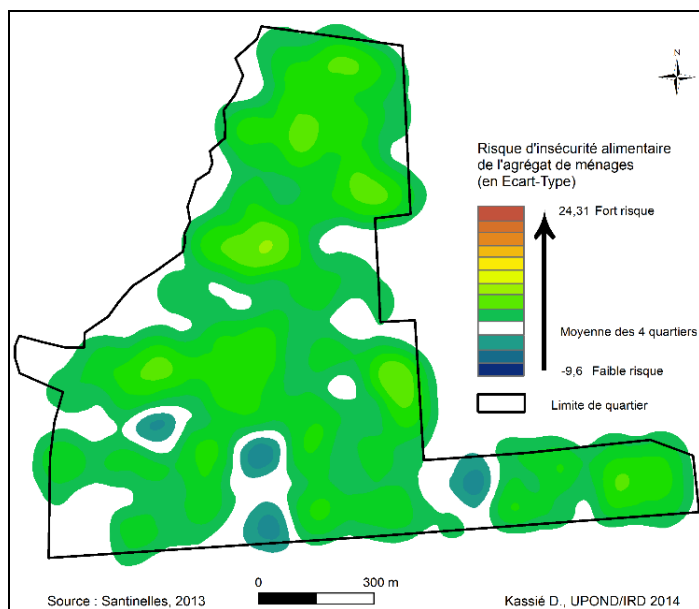 N
Risque d'insécurité alimentaire
de l'agrégat de ménages
(en Ecart-Type)
24,31 Fort risque
Moyenne des 4 quartiers
-9,6 Faible risque
Limite de quartier
0 300 m
Source : Santinelles, 2013
Kassié D., UPOND/IRD 2014